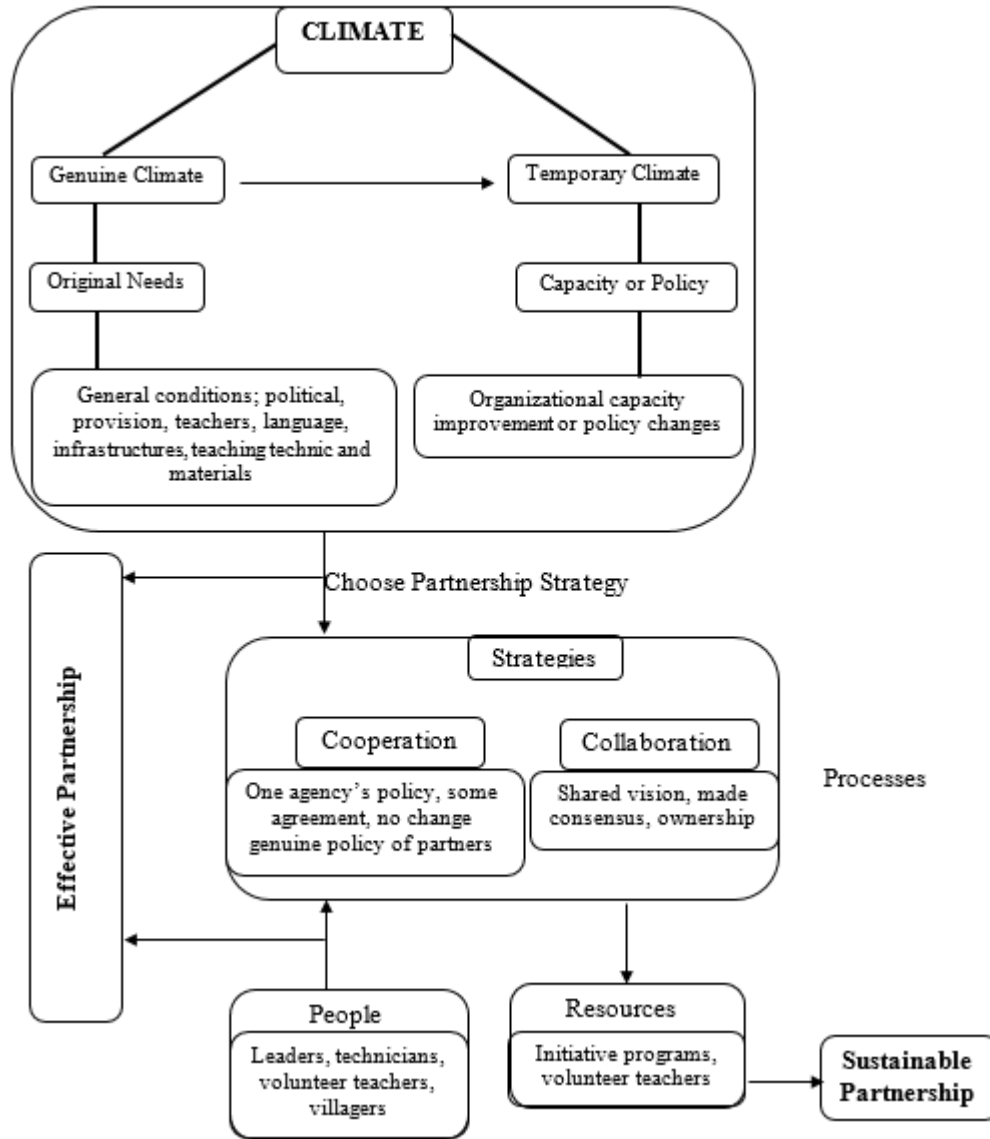 CLIMATE
Genuine Climate
Temporary Climate
Original Needs
Capacity or Policy
General conditions; political,
provision, teachers, language,
infrastructures, teaching technic and
materials
Organizational capacity
improvement or policy changes
Choose Partnership Strategy
Effective Partnership
Strategies
Cooperation
Collaboration
One agency's policy, some
agreement, no change
genuine policy of partners
Shared vision, made
consensus, ownership
Processes
People
Leaders, technicians,
volunteer teachers,
villagers
Resources
Initiative programs,
volunteer teachers
Sustainable
Partnership